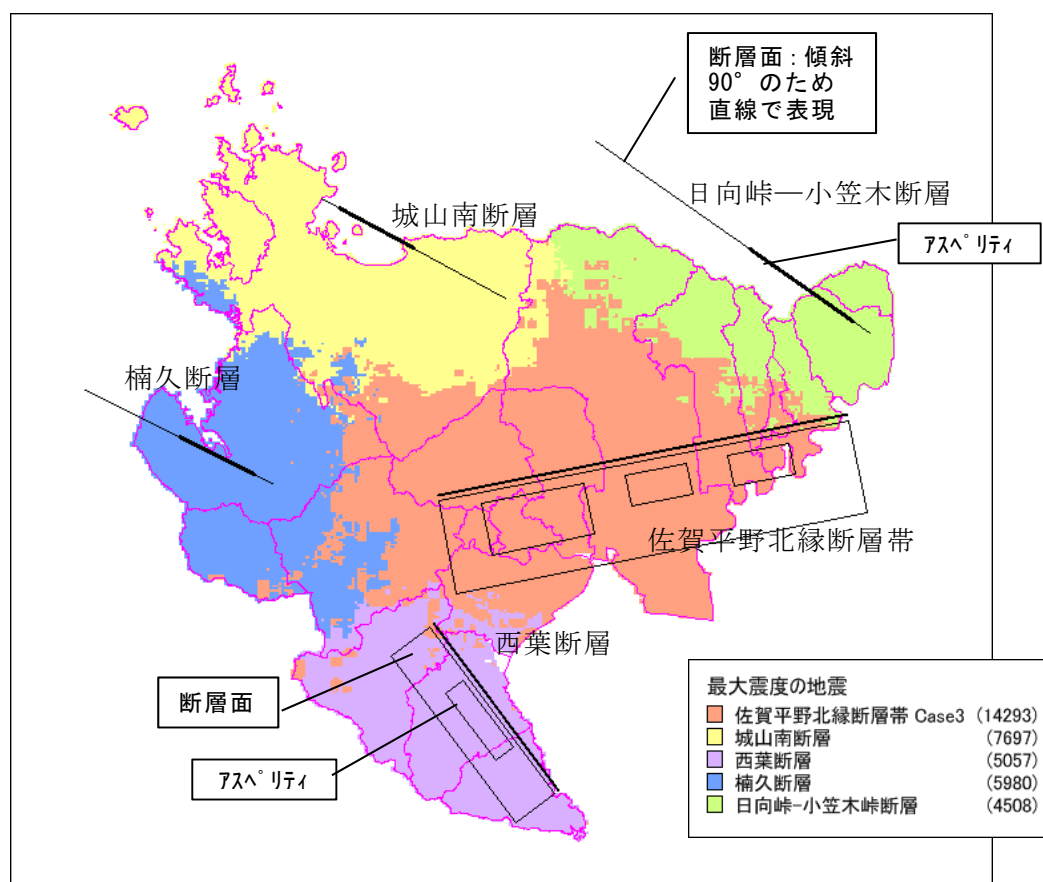 断層面：傾斜
90°のため
直線で表現
日向峠―小笠木断層
アスﾍﾟリティ
城山南断層
楠久断層
佐賀平野北縁断層帯
西葉断層
断層面
アスﾍﾟリティ
最大震度の地震
佐賀平野北縁断層帯 Case3 (14293)
城山南断層 (7697)
西葉断層 (5057)
楠久断層 (5980)
日向峠−小笠木峠断層 (4508)